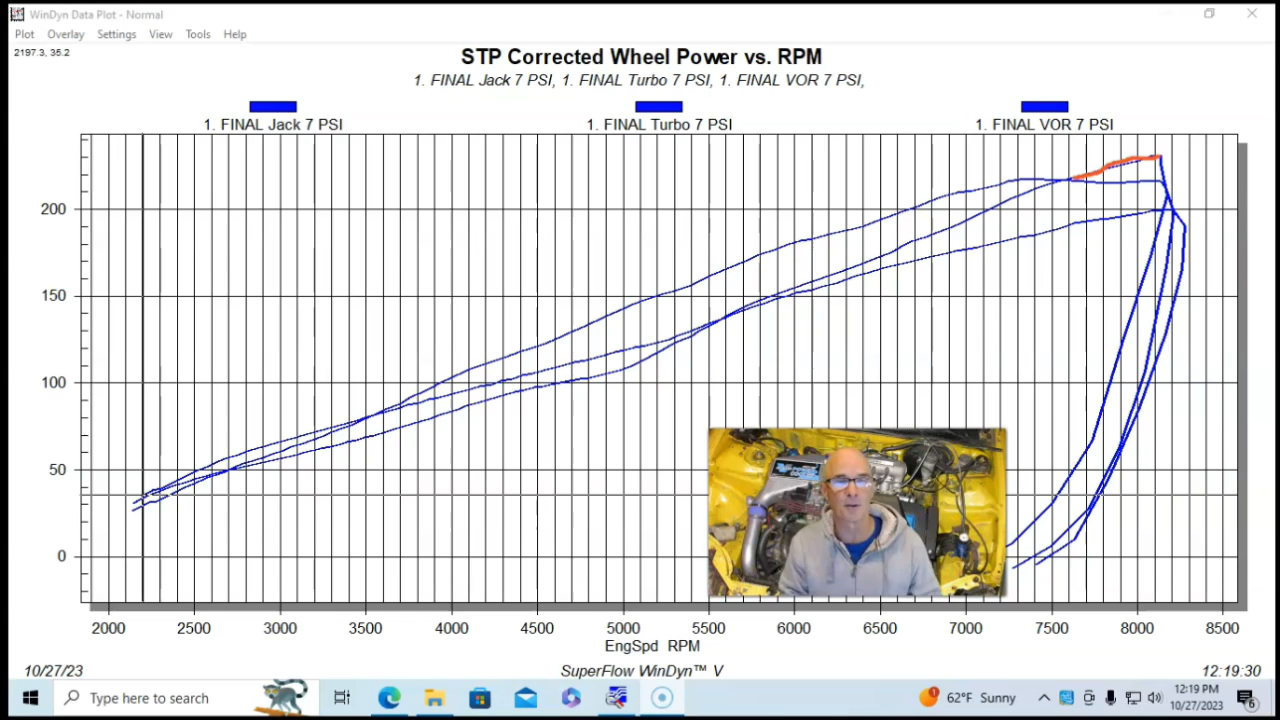 WinDyn Data Plot - Normal
Plot Overlay Settings View Tools Help
2197.3, 35.2
STP Corrected Wheel Power vs. RPM
1. FINAL Jack 7 PSI, 1. FINAL Turbo 7 PSI, 1. FINAL VOR 7 PSI,
1. FINAL Jack 7 PSI 1. FINAL Turbo 7 PSI 1. FINAL VOR 7 PSI
200
150
100
50
0
2000 2500 3000 3500 4000 4500 5000 5500 6000 6500 7000 7500 8000 8500
EngSpd RPM
10/27/23 SuperFlow WinDyn™ V 12:19:30
Type here to search
1
62°F Sunny
12:19 PM
10/27/2023
6